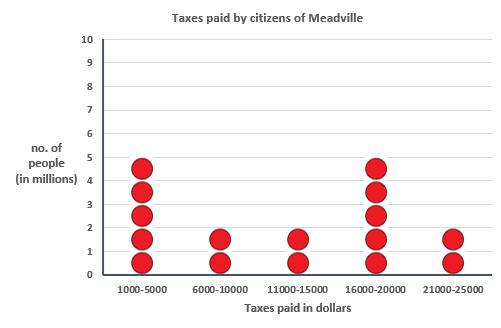 Taxes paid by citizens of Meadville
10
9
8
7
6
5
4
3
2
1
0
no. of
people
(in millions)
1000-5000 6000-10000 11000-15000 16000-20000 21000-25000
Taxes paid in dollars